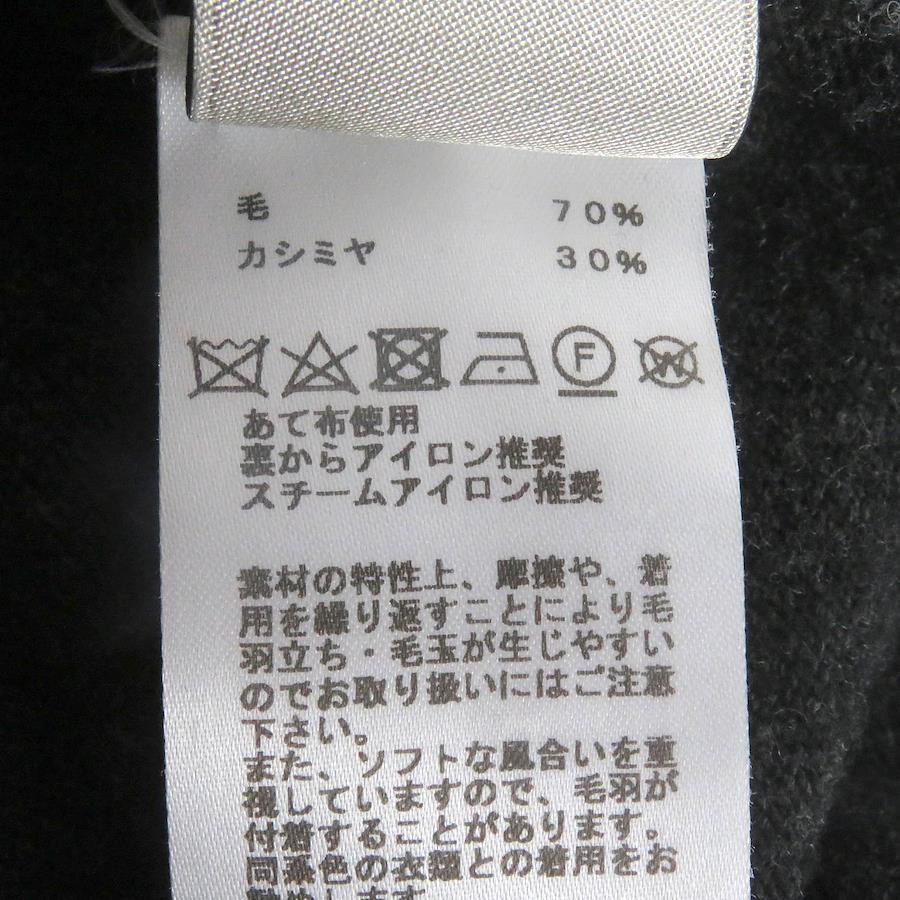 毛 70%
カシミヤ 30%
F W
あて布使用
裏からアイロン推奨
スチームアイロン推奨
素材の特性上、摩擦や、着
用を繰り返すことにより毛
羽立ち・毛玉が生じやすい
のでお取り扱いにはご注意
下さい。
また、ソフトな風合いを重
視していますので、毛羽が
付着することがあります。
同系色の衣類との着用をお